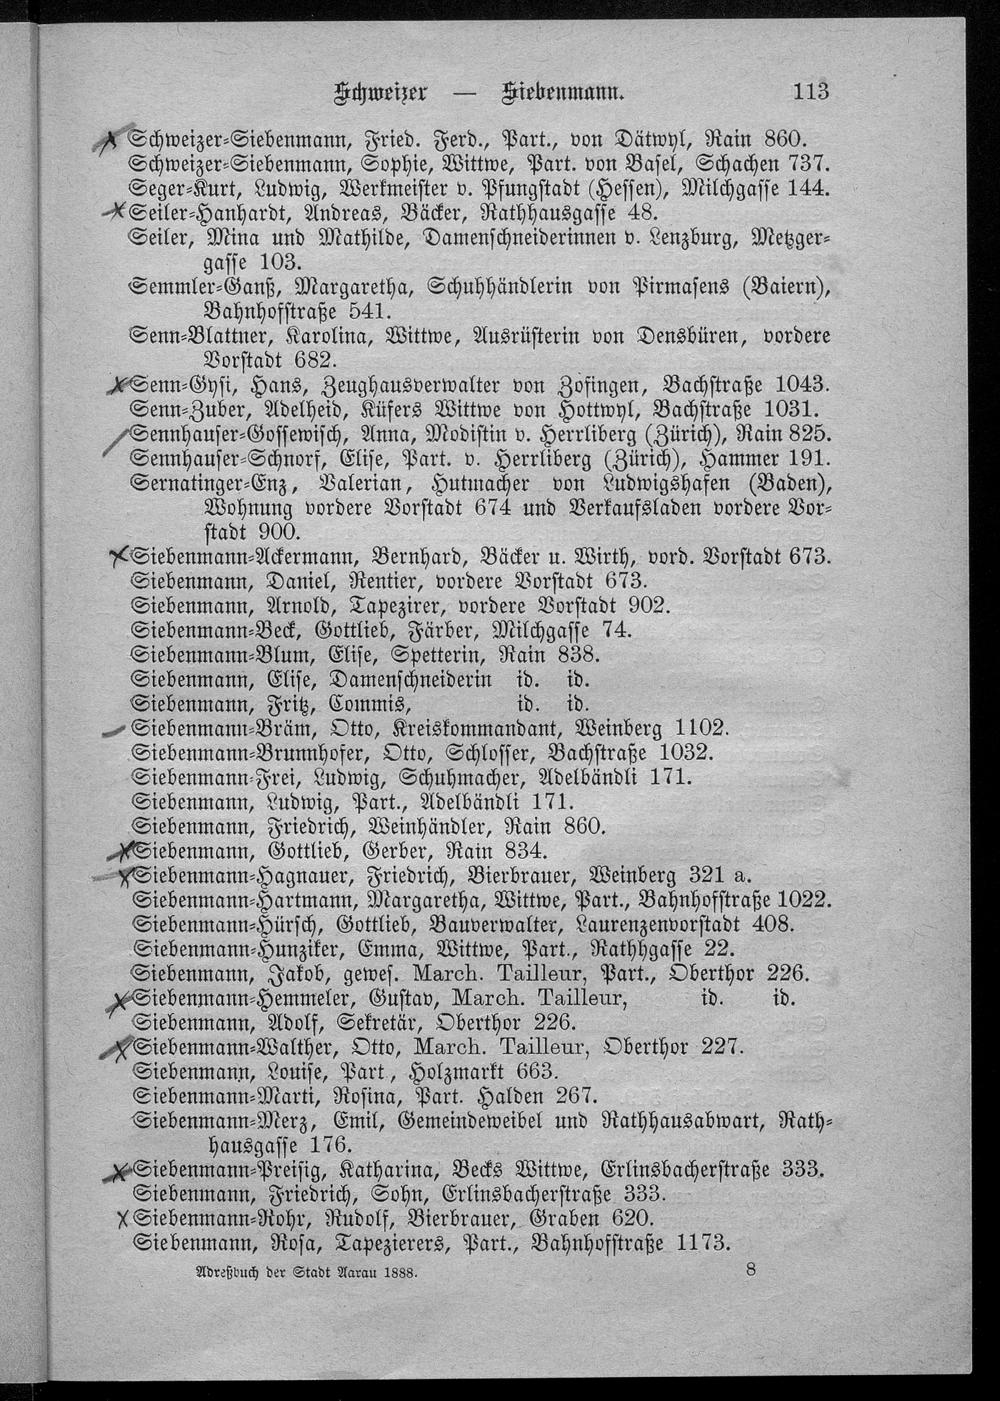 Schweizer — Siebenmann. 113
Schweizer-Siebenmann, Fried. Ferd., Part., von Dätwyl, Rain 860.
Schweizer-Siebenmann, Sophie, Wittwe, Part. von Basel, Schachen 737.
Seger-Kurt, Ludwig, Werkmeister v. Pfungstadt (Hessen), Milchgasse 144.
Seiler-Hanhardt, Andreas, Bäcker, Rathhausgasse 48.
Seiler, Mina und Mathilde, Damenschneiderinnen v. Lenzburg, Metzger-
gasse 103.
Semmler-Ganß, Margaretha, Schuhhändlerin von Pirmasens (Baiern),
Bahnhofstraße 541.
Senn-Blattner, Karolina, Wittwe, Ausrüsterin von Densbüren, vordere
Vorstadt 682.
Senn-Gysi, Hans, Zeughausverwalter von Zofingen, Bachstraße 1043.
Senn-Zuber, Adelheid, Küfers Wittwe von Hottwyl, Bachstraße 1031.
Sennhauser-Gossewisch, Anna, Modistin v. Herrliberg (Zürich), Rain 825.
Sennhauser-Schnorf, Elise, Part. v. Herrliberg (Zürich), Hammer 191.
Sernatinger-Enz, Valerian, Hutmacher von Ludwigshafen (Baden),
Wohnung vordere Vorstadt 674 und Verkaufsladen vordere Vor-
stadt 900.
Siebenmann-Ackermann, Bernhard, Bäcker u. Wirth, vord. Vorstadt 673.
Siebenmann, Daniel, Rentier, vordere Vorstadt 673.
Siebenmann, Arnold, Tapezirer, vordere Vorstadt 902.
Siebenmann-Beck, Gottlieb, Färber, Milchgasse 74.
Siebenmann-Blum, Elise, Spetterin, Rain 838.
Siebenmann, Elise, Damenschneiderin id. id.
Siebenmann, Fritz, Commis, id. id.
Siebenmann-Bräm, Otto, Kreiskommandant, Weinberg 1102.
Siebenmann-Brunnhofer, Otto, Schlosser, Bachstraße 1032.
Siebenmann-Frei, Ludwig, Schuhmacher, Adelbändli 171.
Siebenmann, Ludwig, Part., Adelbändli 171.
Siebenmann, Friedrich, Weinhändler, Rain 860.
Siebenmann, Gottlieb, Gerber, Rain 834.
Siebenmann-Hagnauer, Friedrich, Bierbrauer, Weinberg 321 a.
Siebenmann-Hartmann, Margaretha, Wittwe, Part., Bahnhofstraße 1022.
Siebenmann-Hürsch, Gottlieb, Bauverwalter, Laurenzenvorstadt 408.
Siebenmann-Hunziker, Emma, Wittwe, Part., Rathhgasse 22.
Siebenmann, Jakob, gewes. March. Tailleur, Part., Oberthor 226.
Siebenmann-Hemmeler, Gustav, March. Tailleur, id. id.
Siebenmann, Adolf, Sekretär, Oberthor 226.
Siebenmann-Walther, Otto, March. Tailleur, Oberthor 227.
Siebenmann, Louise, Part, Holzmarkt 663.
Siebenmann-Marti, Rosina, Part. Halden 267.
Siebenmann-Merz, Emil, Gemeindeweibel und Rathhausabwart, Rath-
hausgasse 176.
Siebenmann-Preisig, Katharina, Becks Wittwe, Erlinsbacherstraße 333.
Siebenmann, Friedrich, Sohn, Erlinsbacherstraße 333.
Siebenmann-Rohr, Rudolf, Bierbrauer, Graben 620.
Siebenmann, Rosa, Tapezierers, Part., Bahnhofstraße 1173.
Adreßbuch der Stadt Aarau 1888. 8